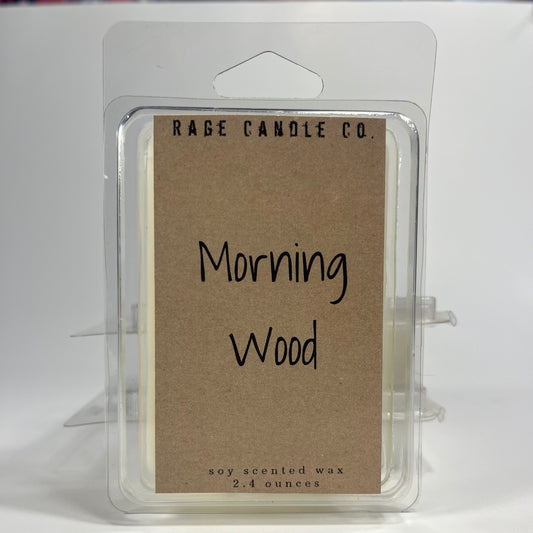 RAGE CANDLE CO.
Morning
Wood
soy scented wax
2.4 ounces